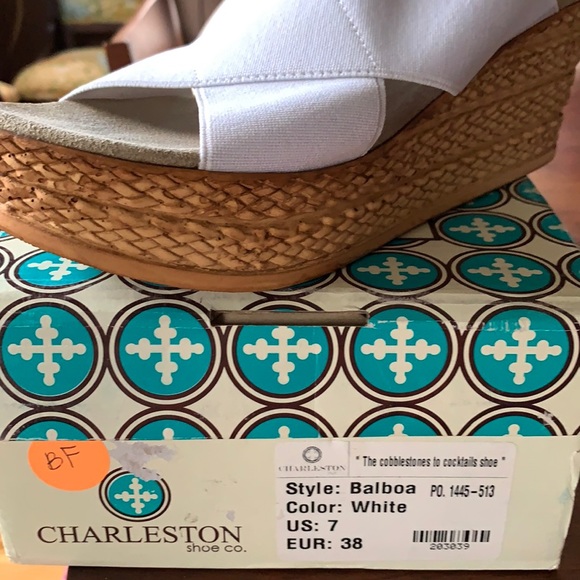 BF
CHARLESTON
shoe co.
CHARLESTON
" The cobblestones to cocktails shoe "
Style: Balboa PO. 1445-513
Color: White
US: 7
EUR: 38
203039